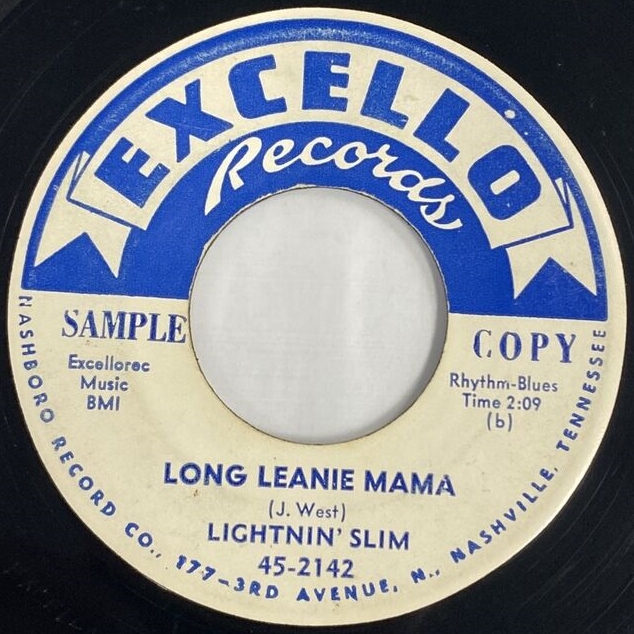 EXCELLO
Records
SAMPLE COPY
Excellorec
Music
BMI
Rhythm-Blues
Time 2:09
(b)
LONG LEANIE MAMA
(J. West)
LIGHTNIN' SLIM
45-2142
NASHBORO RECORD CO., 177-3RD AVENUE, N., NASHVILLE, TENNESSEE